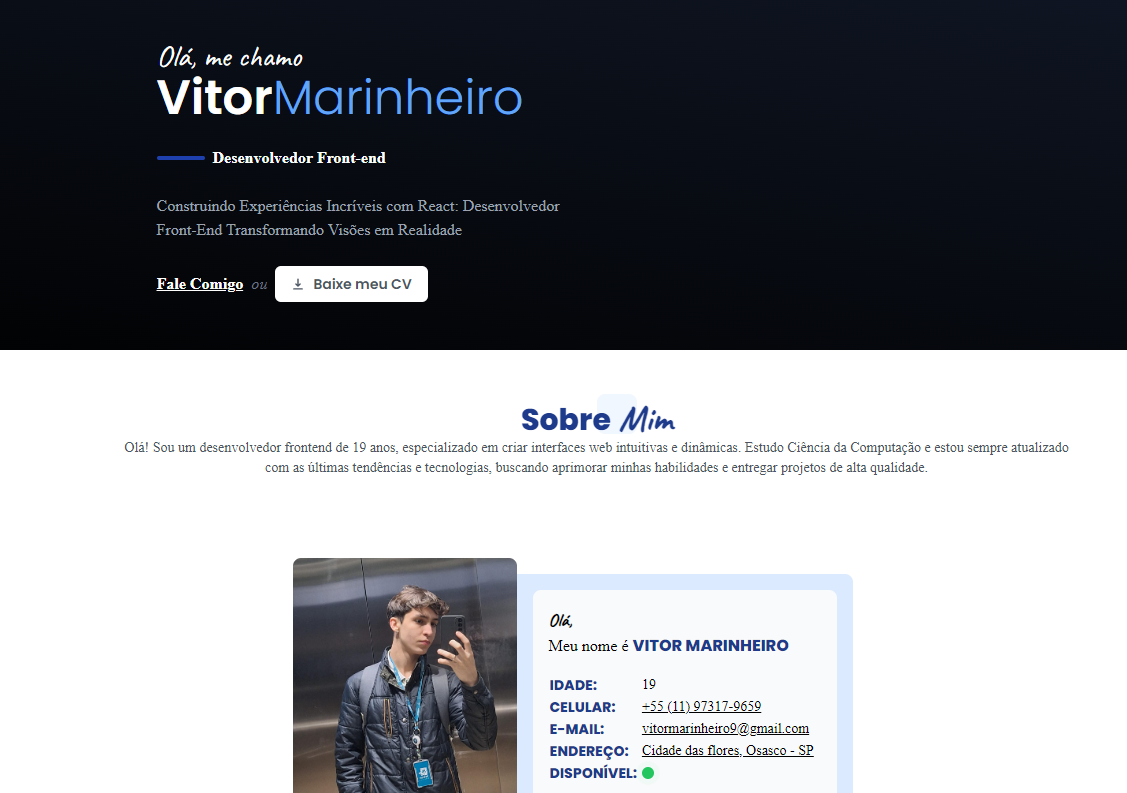 Olá, me chamo
VitorMarinheiro
Desenvolvedor Front-end
Construindo Experiências Incríveis com React: Desenvolvedor
Front-End Transformando Visões em Realidade
Fale Comigo ou Baixe meu CV
Sobre Mim
Olá! Sou um desenvolvedor frontend de 19 anos, especializado em criar interfaces web intuitivas e dinâmicas. Estudo Ciência da Computação e estou sempre atualizado
com as últimas tendências e tecnologias, buscando aprimorar minhas habilidades e entregar projetos de alta qualidade.
Olá,
Meu nome é VITOR MARINHEIRO
IDADE: 19
CELULAR: +55 (11) 97317-9659
E-MAIL: vitormarinheiro9@gmail.com
ENDEREÇO: Cidade das flores, Osasco - SP
DISPONÍVEL: